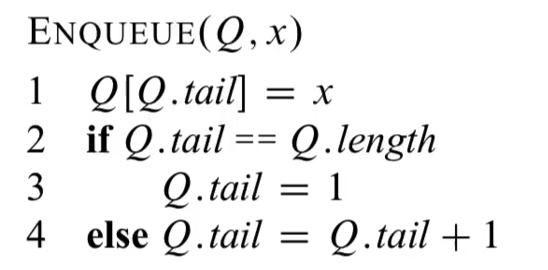 ENQUEUE(Q, x)
1 Q[Q.tail] = x
2 if Q.tail == Q.length
3 Q.tail = 1
4 else Q.tail = Q.tail + 1